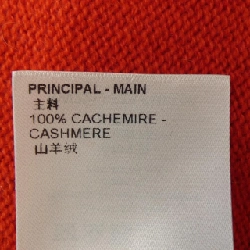 PRINCIPAL - MAIN
主料
100% CACHEMIRE -
CASHMERE
山羊绒